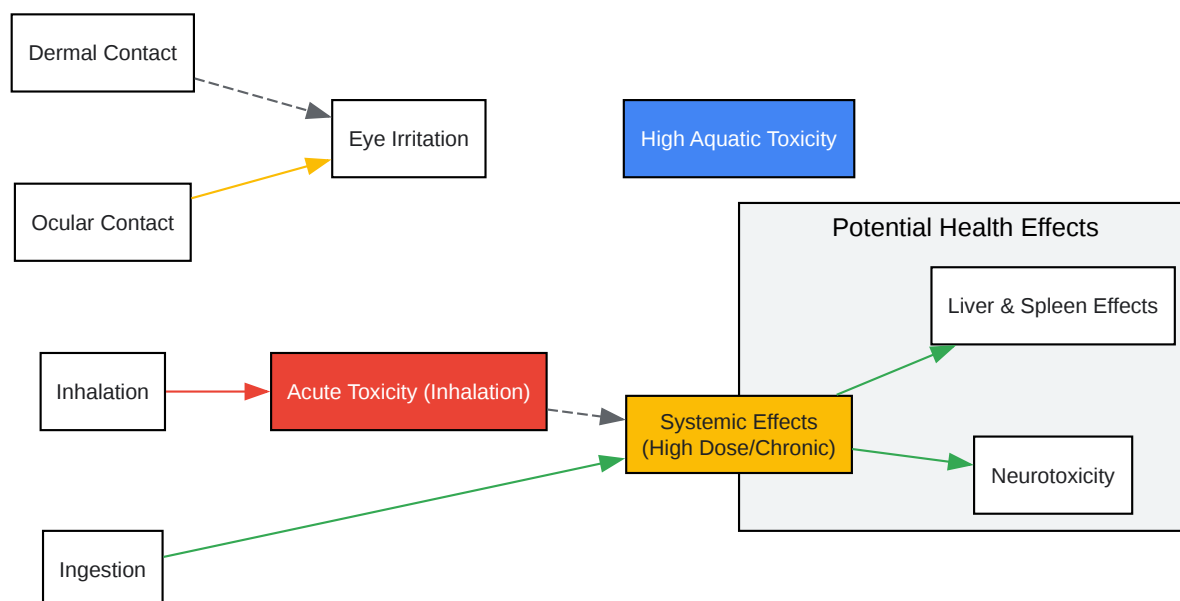 Dermal Contact
Eye Irritation
High Aquatic Toxicity
Ocular Contact
Potential Health Effects
Liver & Spleen Effects
Inhalation
Acute Toxicity (Inhalation)
Systemic Effects
(High Dose/Chronic)
Neurotoxicity
Ingestion